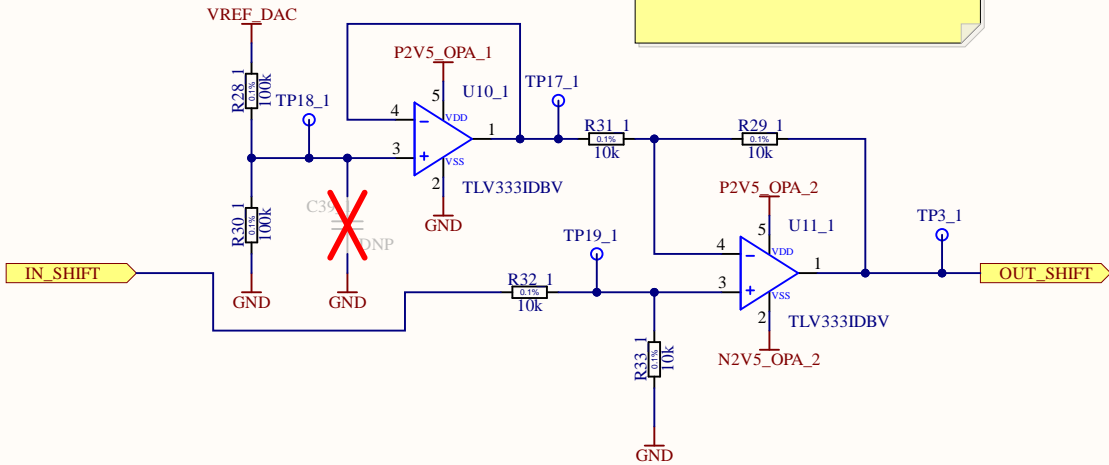 VREF_DAC
R28_1
0.1%
100k
TP18_1
P2V5_OPA_1
5
U10_1
4
VDD
1
3
VSS
2
TLV333IDBV
GND
TP17_1
R31_1
0.1%
10k
R29_1
0.1%
10k
R30_1
0.1%
100k
GND
C39
DNP
GND
IN_SHIFT
R32_1
0.1%
10k
TP19_1
P2V5_OPA_2
5
U11_1
4
VDD
1
3
VSS
2
TLV333IDBV
N2V5_OPA_2
TP3_1
OUT_SHIFT
R33_1
0.1%
10k
GND